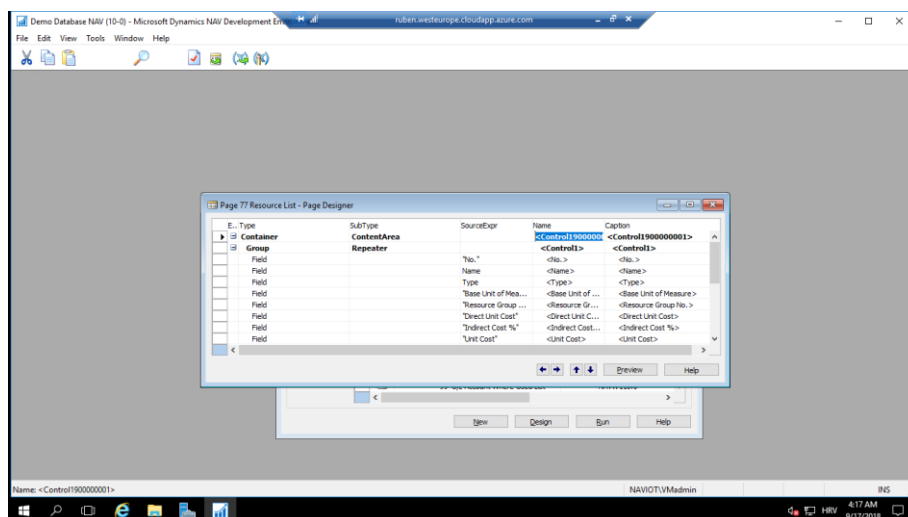 Demo Database NAV (10-0) - Microsoft Dynamics NAV Development En
ruben.westeurope.cloudapp.azure.com
File Edit View Tools Window Help
Page 77 Resource List - Page Designer
E... Type SubType SourceExpr Name Caption
Container ContentArea <Control190000000 <Control1900000001>
Group Repeater <Control1> <Control1>
Field "No." <No.> <No.>
Field Name <Name> <Name>
Field Type <Type> <Type>
Field "Base Unit of Mea... <Base Unit of ... <Base Unit of Measure>
Field "Resource Group ... <Resource Gr... <Resource Group No.>
Field "Direct Unit Cost" <Direct Unit C... <Direct Unit Cost>
Field "Indirect Cost %" <Indirect Cost... <Indirect Cost %>
Field "Unit Cost" <Unit Cost> <Unit Cost>
Preview Help
New Design Run Help
Name: <Control1900000001> NAVIOT\VMadmin INS
HRV 4:17 AM
9/17/2018